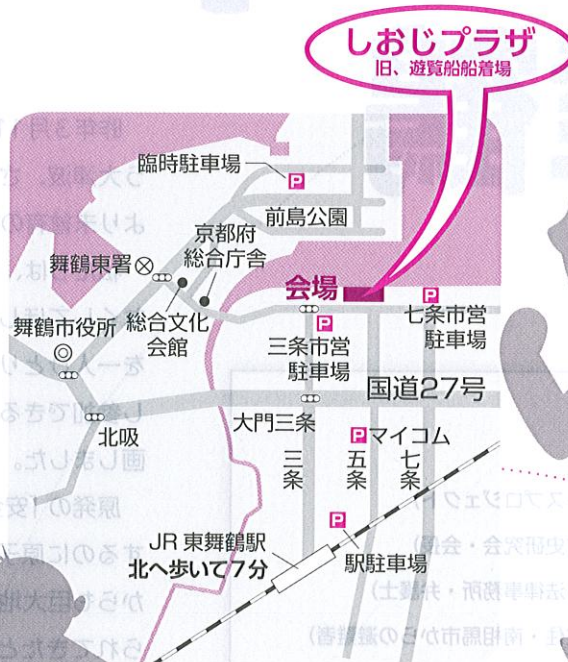 しおじプラザ
旧、遊覧船船着場
臨時駐車場
P
前島公園
京都府
総合庁舎
舞鶴東署
会場
P
七条市営
駐車場
舞鶴市役所
総合文化
会館
P
三条市営
駐車場
国道27号
北吸
大門三条
Pマイコム
三条
五条
七条
P
JR 東舞鶴駅
北へ歩いて7分
駅駐車場